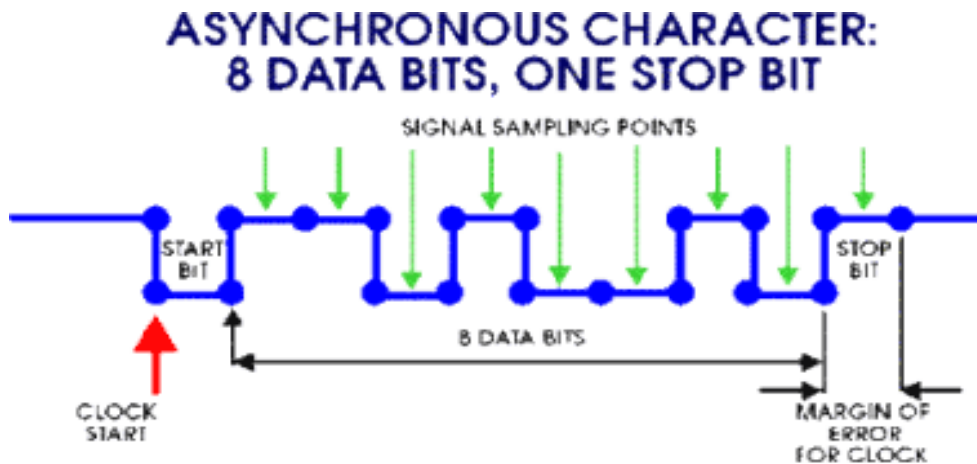 ASYNCHRONOUS CHARACTER:
8 DATA BITS, ONE STOP BIT
SIGNAL SAMPLING POINTS
START
BIT
STOP
BIT
8 DATA BITS
CLOCK
START
MARGIN OF
ERROR
FOR CLOCK